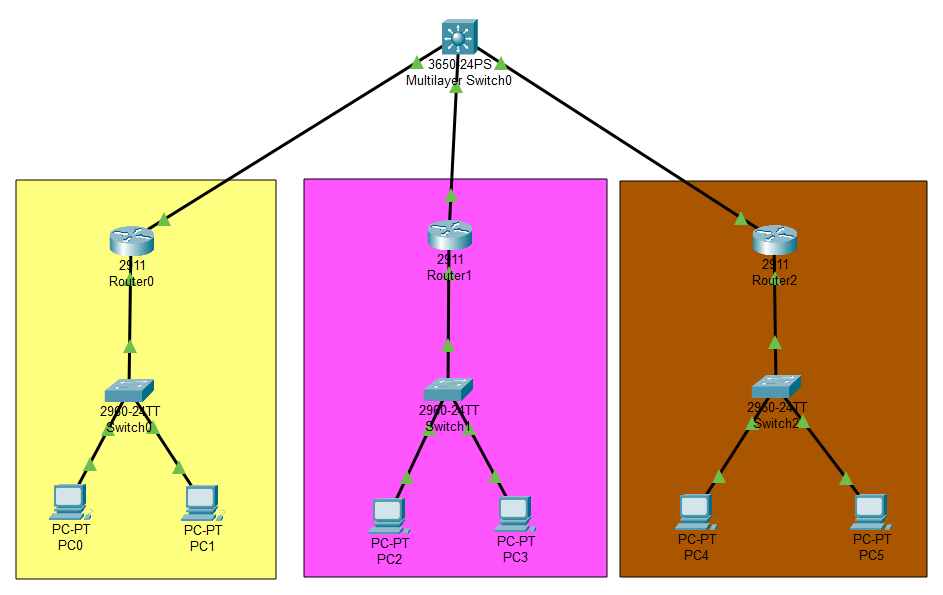 3650-24PS
Multilayer Switch0
2911
Router0
2911
Router1
2911
Router2
2960-24TT
Switch0
2960-24TT
Switch1
2960-24TT
Switch2
PC-PT
PC0
PC-PT
PC1
PC-PT
PC2
PC-PT
PC3
PC-PT
PC4
PC-PT
PC5